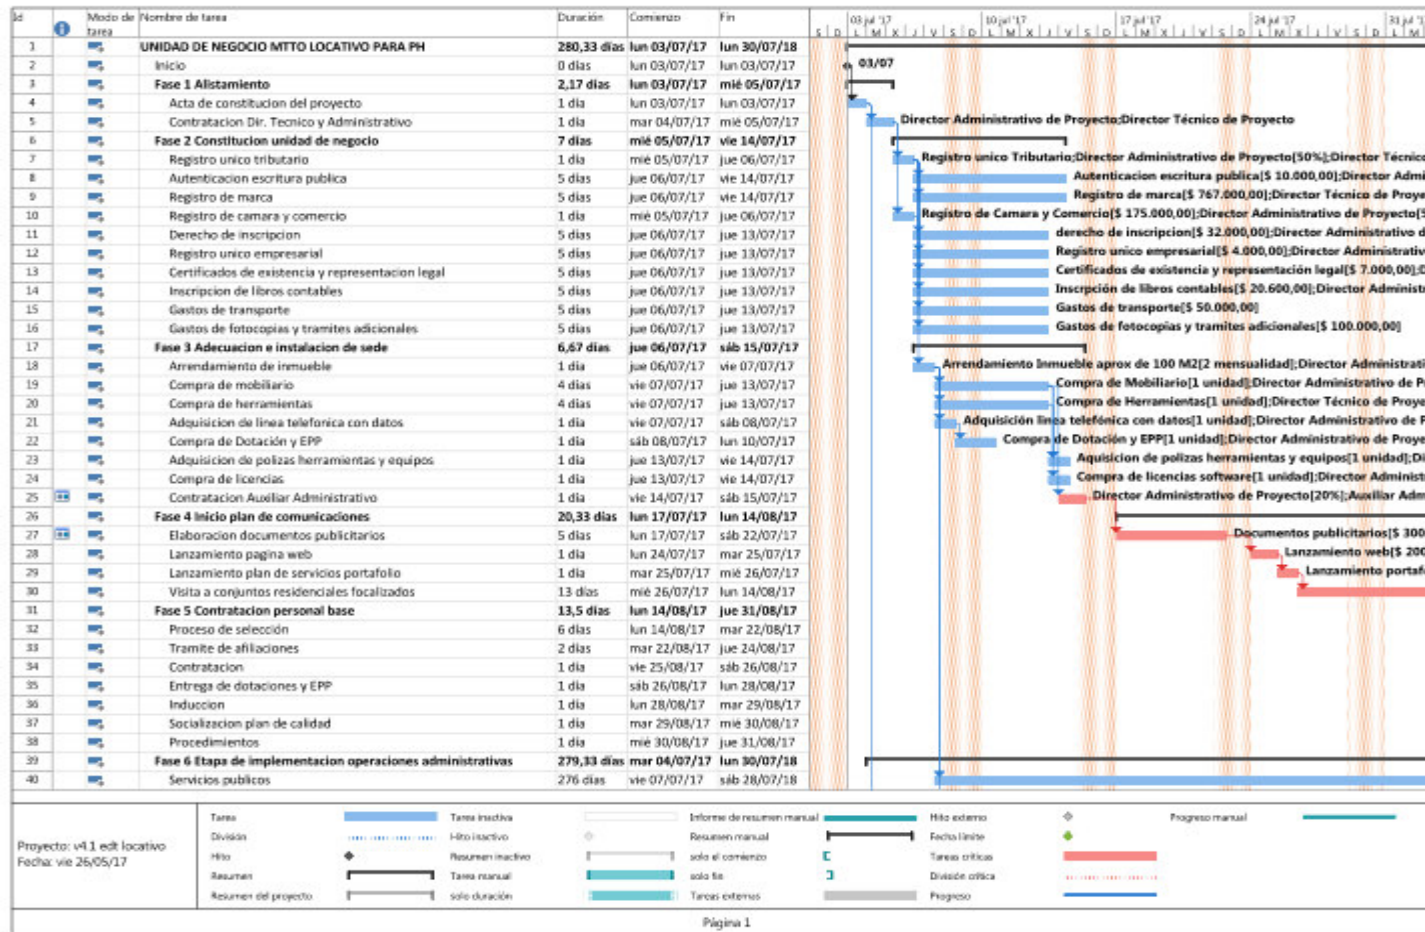 Id Modo de tarea Nombre de tarea Duración Comienzo Fin 03 jul '17 10 jul '17 17 jul '17 24 jul '17 31 jul '1
S D L M X J V S D L M X J V S D L M X J V S D L M X J V S D L M
1 UNIDAD DE NEGOCIO MTTO LOCATIVO PARA PH 280,33 días lun 03/07/17 lun 30/07/18
2 Inicio 0 días lun 03/07/17 lun 03/07/17 03/07
3 Fase 1 Alistamiento 2,17 días lun 03/07/17 mié 05/07/17
4 Acta de constitucion del proyecto 1 día lun 03/07/17 lun 03/07/17
5 Contratacion Dir. Tecnico y Administrativo 1 día mar 04/07/17 mié 05/07/17 Director Administrativo de Proyecto;Director Técnico de Proyecto
6 Fase 2 Constitucion unidad de negocio 7 días mié 05/07/17 vie 14/07/17
7 Registro unico tributario 1 día mié 05/07/17 jue 06/07/17 Registro unico Tributario;Director Administrativo de Proyecto[50%];Director Técnico
8 Autenticacion escritura publica 5 días jue 06/07/17 vie 14/07/17 Autenticacion escritura publica[$ 10.000,00];Director Admi
9 Registro de marca 5 días jue 06/07/17 vie 14/07/17 Registro de marca[$ 767.000,00];Director Técnico de Proye
10 Registro de camara y comercio 1 día mié 05/07/17 jue 06/07/17 Registro de Camara y Comercio[$ 175.000,00];Director Administrativo de Proyecto[5
11 Derecho de inscripcion 5 días jue 06/07/17 jue 13/07/17 derecho de inscripcion[$ 32.000,00];Director Administrativo d
12 Registro unico empresarial 5 días jue 06/07/17 jue 13/07/17 Registro unico empresarial[$ 4.000,00];Director Administrativ
13 Certificados de existencia y representacion legal 5 días jue 06/07/17 jue 13/07/17 Certificados de existencia y representación legal[$ 7.000,00];D
14 Inscripcion de libros contables 5 días jue 06/07/17 jue 13/07/17 Inscrpción de libros contables[$ 20.600,00];Director Administ
15 Gastos de transporte 5 días jue 06/07/17 jue 13/07/17 Gastos de transporte[$ 50.000,00]
16 Gastos de fotocopias y tramites adicionales 5 días jue 06/07/17 jue 13/07/17 Gastos de fotocopias y tramites adicionales[$ 100.000,00]
17 Fase 3 Adecuacion e instalacion de sede 6,67 días jue 06/07/17 sáb 15/07/17
18 Arrendamiento de inmueble 1 día jue 06/07/17 vie 07/07/17 Arrendamiento Inmueble aprox de 100 M2[2 mensualidad];Director Administrati
19 Compra de mobiliario 4 días vie 07/07/17 jue 13/07/17 Compra de Mobiliario[1 unidad];Director Administrativo de P
20 Compra de herramientas 4 días vie 07/07/17 jue 13/07/17 Compra de Herramientas[1 unidad];Director Técnico de Proye
21 Adquisicion de linea telefonica con datos 1 día vie 07/07/17 sáb 08/07/17 Adquisición linea telefónica con datos[1 unidad];Director Administrativo de P
22 Compra de Dotación y EPP 1 día sáb 08/07/17 lun 10/07/17 Compra de Dotación y EPP[1 unidad];Director Administrativo de Proye
23 Adquisicion de polizas herramientas y equipos 1 día jue 13/07/17 vie 14/07/17 Aquisicion de polizas herramientas y equipos[1 unidad];Di
24 Compra de licencias 1 día jue 13/07/17 vie 14/07/17 Compra de licencias software[1 unidad];Director Administ
25 Contratacion Auxiliar Administrativo 1 día vie 14/07/17 sáb 15/07/17 Director Administrativo de Proyecto[20%];Auxiliar Adm
26 Fase 4 Inicio plan de comunicaciones 20,33 días lun 17/07/17 lun 14/08/17
27 Elaboracion documentos publicitarios 5 días lun 17/07/17 sáb 22/07/17 Documentos publicitarios[$ 300
28 Lanzamiento pagina web 1 día lun 24/07/17 mar 25/07/17 Lanzamiento web[$ 200
29 Lanzamiento plan de servicios portafolio 1 día mar 25/07/17 mié 26/07/17 Lanzamiento portaf
30 Visita a conjuntos residenciales focalizados 13 días mié 26/07/17 lun 14/08/17
31 Fase 5 Contratacion personal base 13,5 días lun 14/08/17 jue 31/08/17
32 Proceso de selección 6 días lun 14/08/17 mar 22/08/17
33 Tramite de afiliaciones 2 días mar 22/08/17 jue 24/08/17
34 Contratacion 1 día vie 25/08/17 sáb 26/08/17
35 Entrega de dotaciones y EPP 1 día sáb 26/08/17 lun 28/08/17
36 Induccion 1 día lun 28/08/17 mar 29/08/17
37 Socializacion plan de calidad 1 día mar 29/08/17 mié 30/08/17
38 Procedimientos 1 día mié 30/08/17 jue 31/08/17
39 Fase 6 Etapa de implementacion operaciones administrativas 279,33 días mar 04/07/17 lun 30/07/18
40 Servicios publicos 276 días vie 07/07/17 sáb 28/07/18
Proyecto: v4.1 edt locativo
Fecha: vie 26/05/17
Tarea Tarea inactiva Informe de resumen manual Hito externo Progreso manual
División Hito inactivo Resumen manual Fecha límite
Hito Resumen inactivo solo el comienzo Tareas críticas
Resumen Tarea manual solo fin División crítica
Resumen del proyecto solo duración Tareas externas Progreso
Página 1